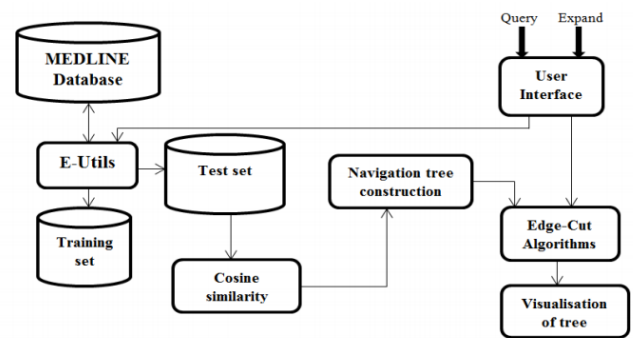 Query
Expand
MEDLINE
Database
User
Interface
E-Utils
Test set
Navigation tree
construction
Training
set
Edge-Cut
Algorithms
Cosine
similarity
Visualisation
of tree